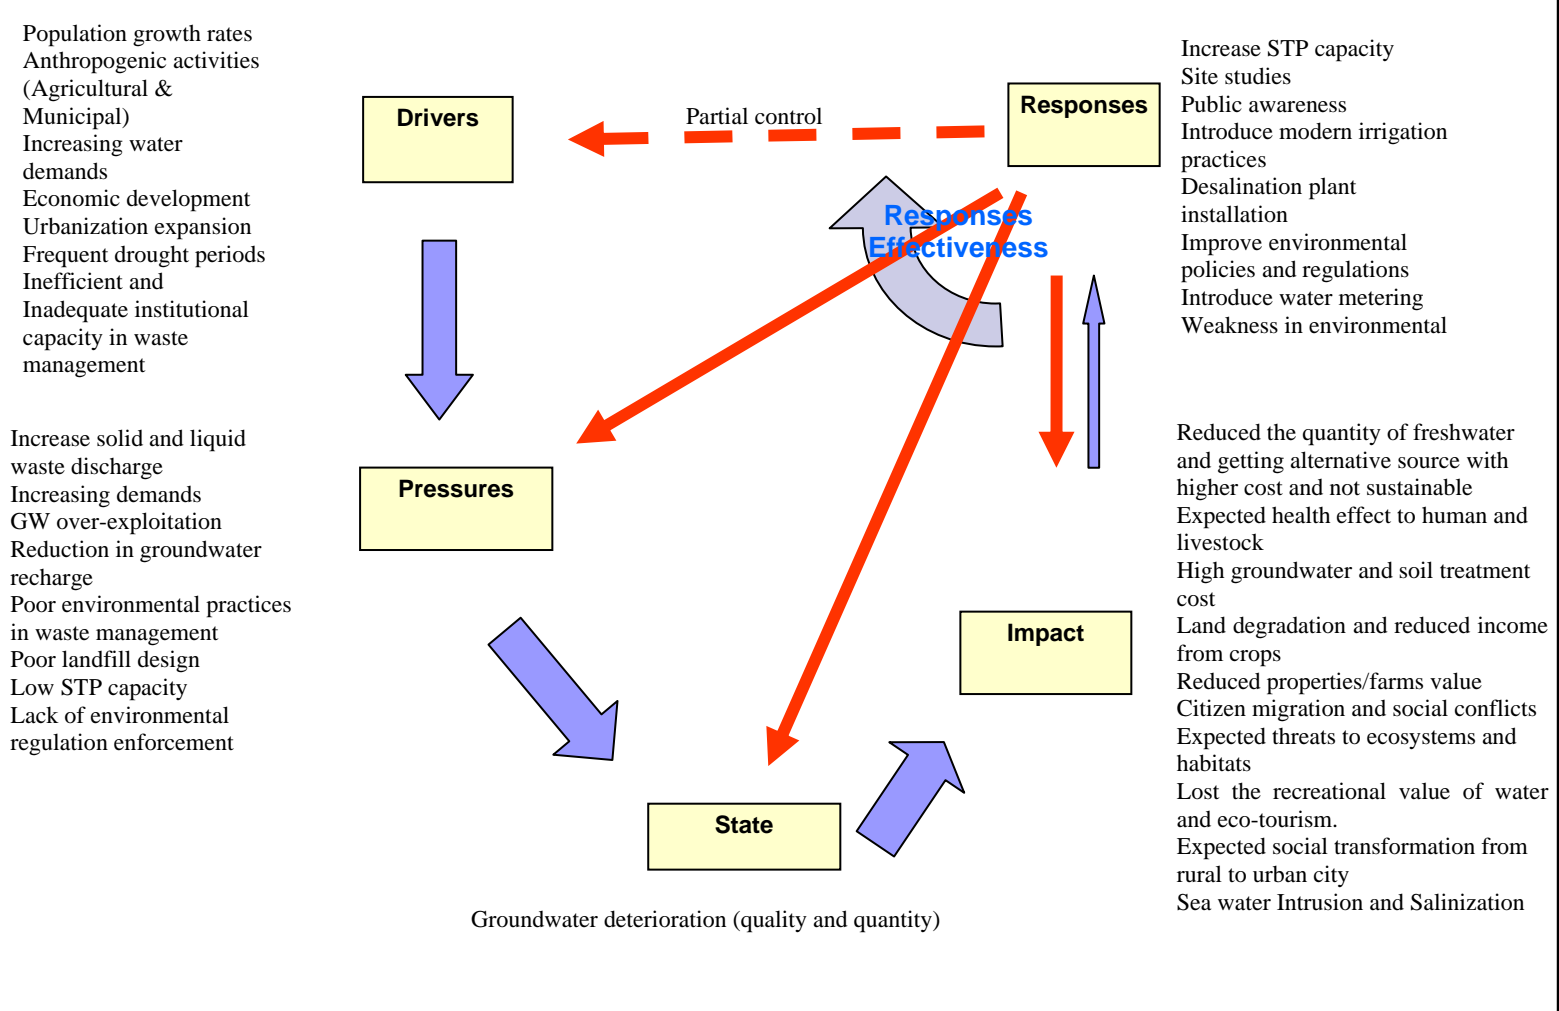 Population growth rates
Anthropogenic activities
(Agricultural &
Municipal)
Increasing water
demands
Economic development
Urbanization expansion
Frequent drought periods
Inefficient and
Inadequate institutional
capacity in waste
management
Drivers
Partial control
Responses
Increase STP capacity
Site studies
Public awareness
Introduce modern irrigation
practices
Desalination plant
installation
Improve environmental
policies and regulations
Introduce water metering
Weakness in environmental
Responses
Effectiveness
Increase solid and liquid
waste discharge
Increasing demands
GW over-exploitation
Reduction in groundwater
recharge
Poor environmental practices
in waste management
Poor landfill design
Low STP capacity
Lack of environmental
regulation enforcement
Pressures
Impact
Reduced the quantity of freshwater
and getting alternative source with
higher cost and not sustainable
Expected health effect to human and
livestock
High groundwater and soil treatment
cost
Land degradation and reduced income
from crops
Reduced properties/farms value
Citizen migration and social conflicts
Expected threats to ecosystems and
habitats
Lost the recreational value of water
and eco-tourism.
Expected social transformation from
rural to urban city
Sea water Intrusion and Salinization
State
Groundwater deterioration (quality and quantity)